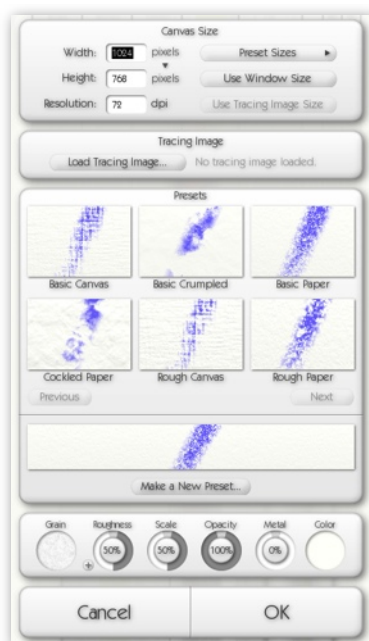 Canvas Size
Width: 1024 pixels Preset Sizes
Height: 768 pixels Use Window Size
Resolution: 72 dpi Use Tracing Image Size
Tracing Image
Load Tracing Image... No tracing image loaded.
Presets
Basic Canvas Basic Crumpled Basic Paper
Cockled Paper Rough Canvas Rough Paper
Previous Next
Make a New Preset...
Grain Roughness Scale Opacity Metal Color
50% 50% 100% 0%
Cancel OK